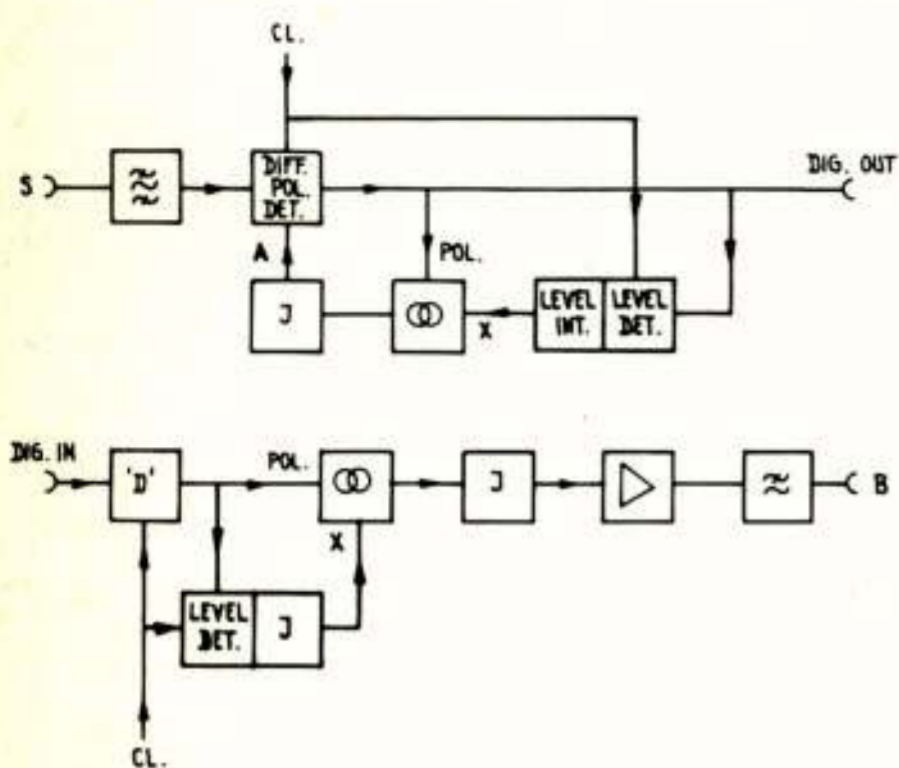 CL.
S
DIFF.
POL.
DET.
DIG. OUT
A
POL.
J
LEVEL
INT.
LEVEL
DET.
X
DIG. IN
'D'
POL.
J
B
X
LEVEL
DET.
J
CL.